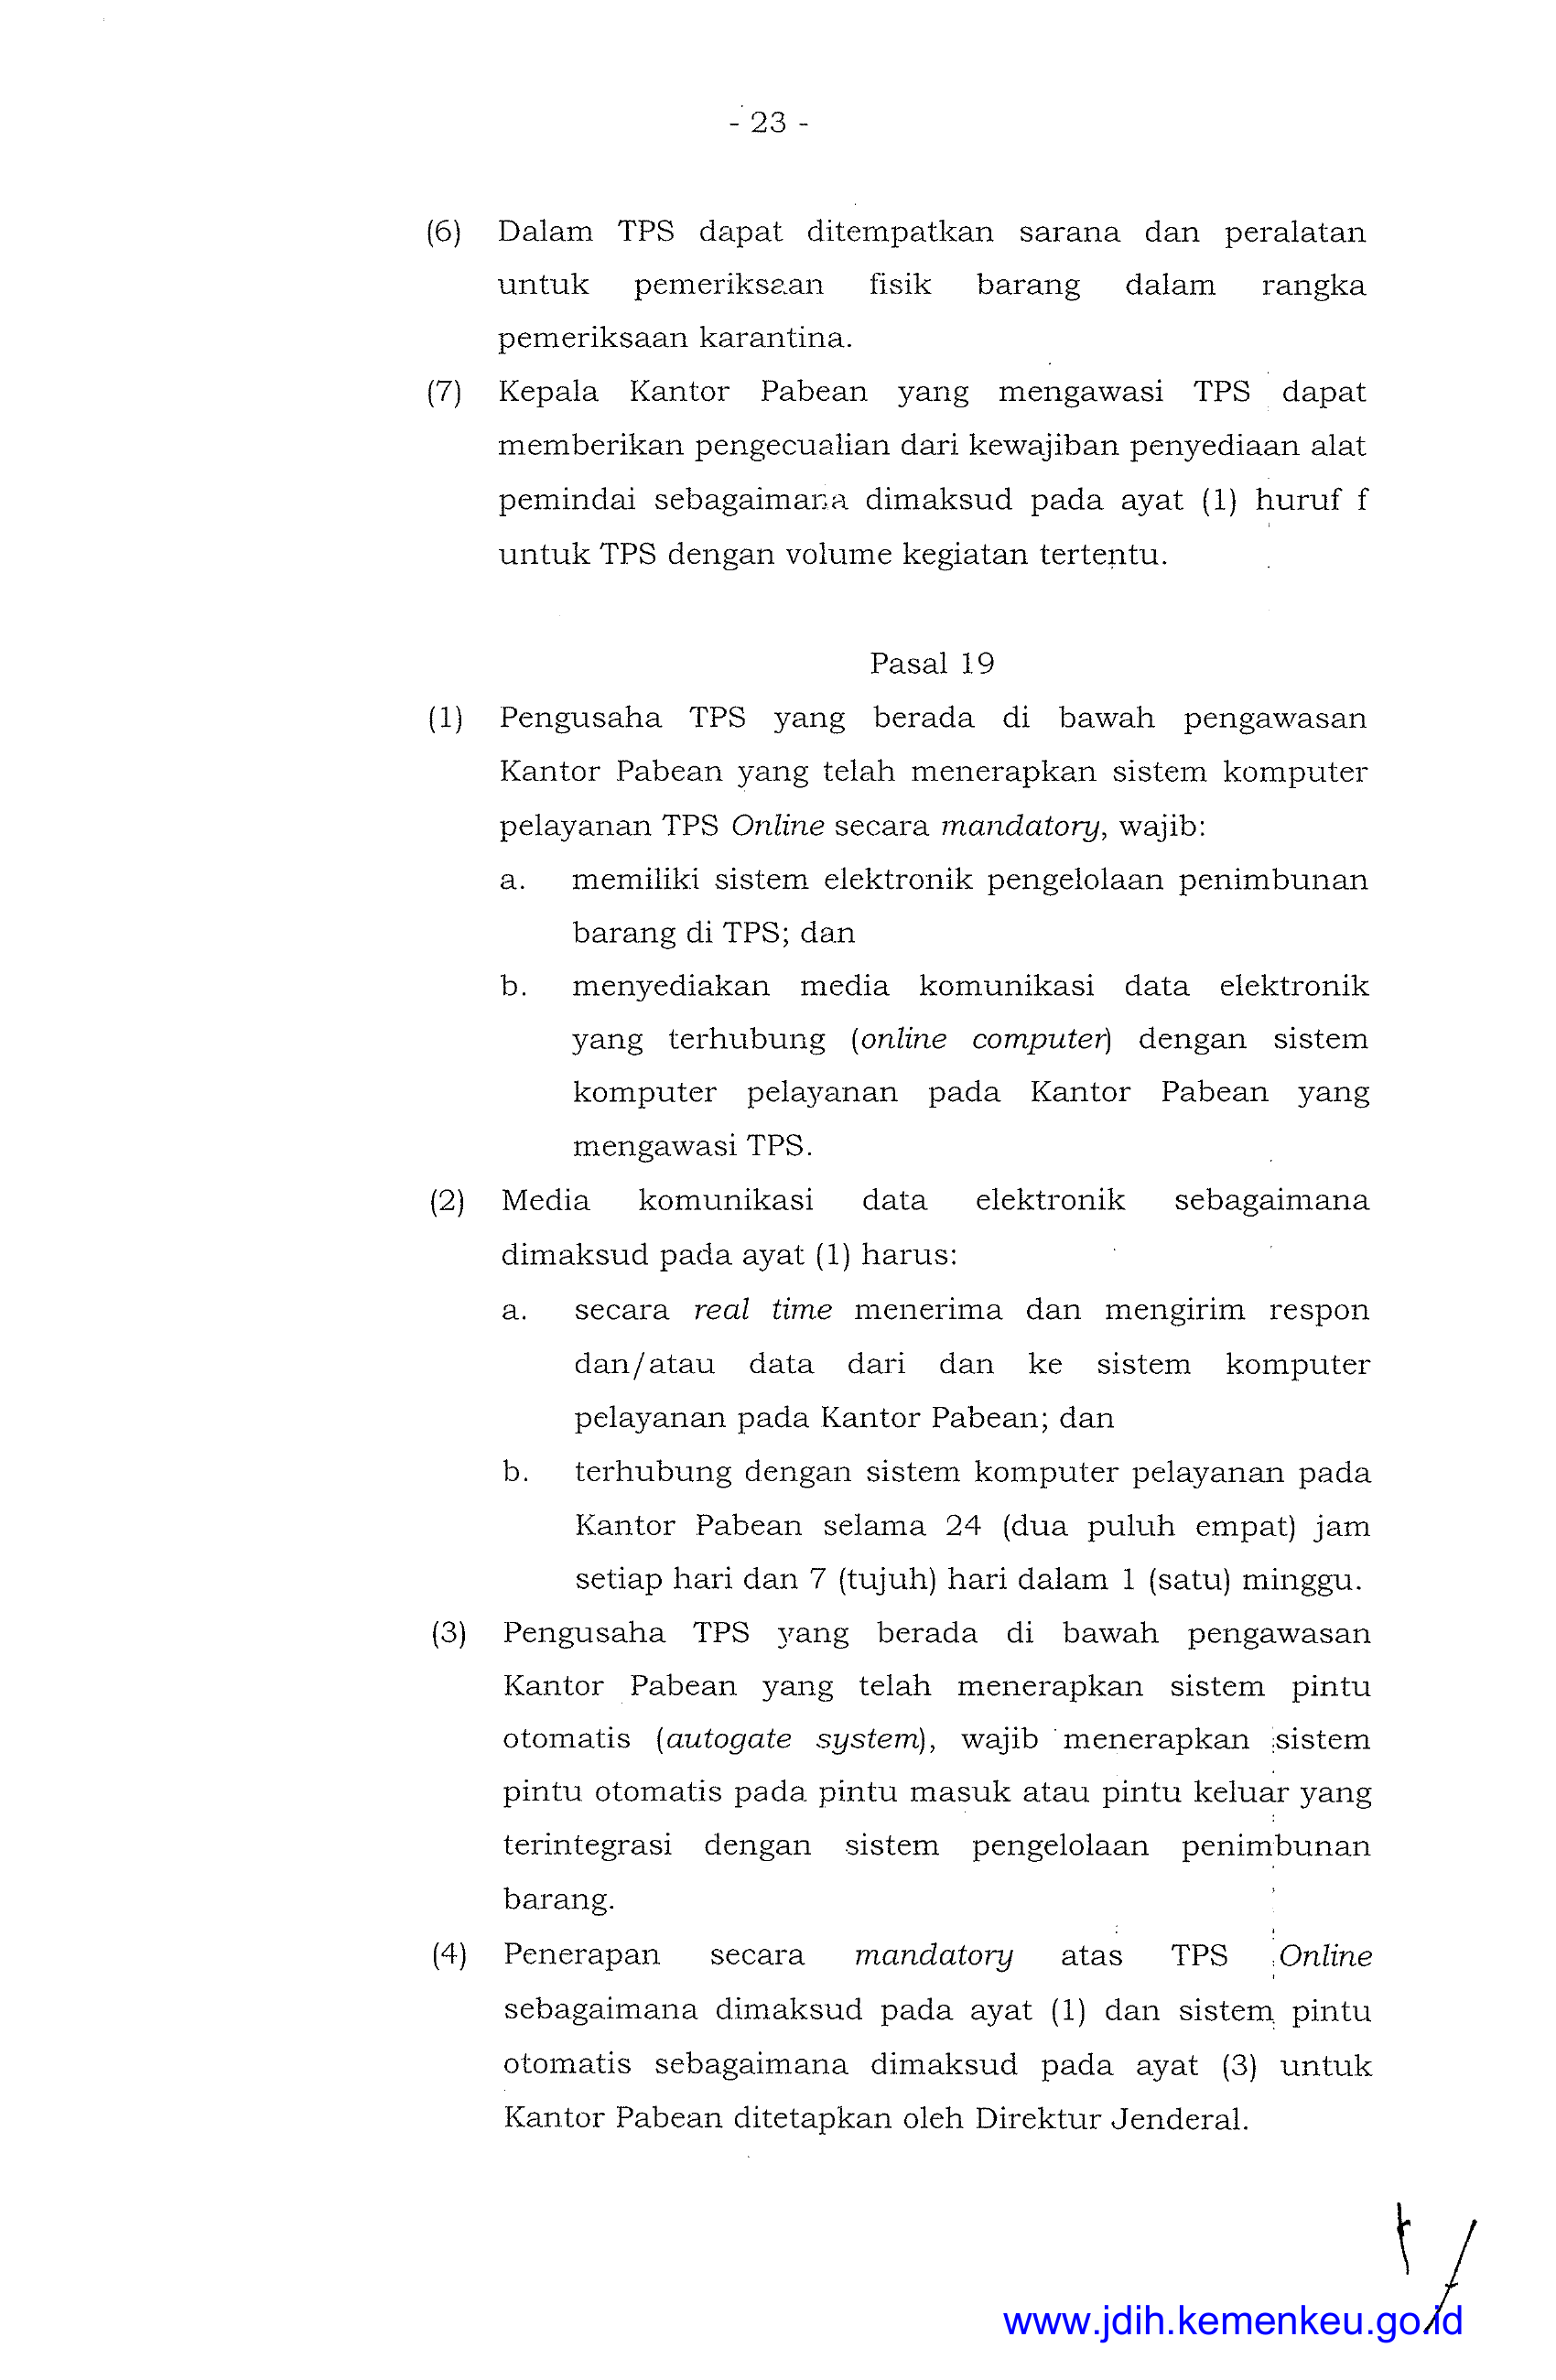 - 23 -
(6) Dalam TPS dapat ditempatkan sarana dan peralatan
untuk pemeriksaan fisik barang dalam rangka
pemeriksaan karantina.
(7) Kepala Kantor Pabean yang mengawasi TPS dapat
memberikan pengecualian dari kewajiban penyediaan alat
pemindai sebagaimana dimaksud pada ayat (1) huruf f
untuk TPS dengan volume kegiatan tertentu.
Pasal 19
(1) Pengusaha TPS yang berada di bawah pengawasan
Kantor Pabean yang telah menerapkan sistem komputer
pelayanan TPS Online secara mandatory, wajib:
a. memiliki sistem elektronik pengelolaan penimbunan
barang di TPS; dan
b. menyediakan media komunikasi data elektronik
yang terhubung (online computer) dengan sistem
komputer pelayanan pada Kantor Pabean yang
mengawasi TPS.
(2) Media komunikasi data elektronik sebagaimana
dimaksud pada ayat (1) harus:
a. secara real time menerima dan mengirim respon
dan/atau data dari dan ke sistem komputer
pelayanan pada Kantor Pabean; dan
b. terhubung dengan sistem komputer pelayanan pada
Kantor Pabean selama 24 (dua puluh empat) jam
setiap hari dan 7 (tujuh) hari dalam 1 (satu) minggu.
(3) Pengusaha TPS yang berada di bawah pengawasan
Kantor Pabean yang telah menerapkan sistem pintu
otomatis (autogate system), wajib menerapkan sistem
pintu otomatis pada pintu masuk atau pintu keluar yang
terintegrasi dengan sistem pengelolaan penimbunan
barang.
(4) Penerapan secara mandatory atas TPS Online
sebagaimana dimaksud pada ayat (1) dan sistem pintu
otomatis sebagaimana dimaksud pada ayat (3) untuk
Kantor Pabean ditetapkan oleh Direktur Jenderal.
www.jdih.kemenkeu.go.id